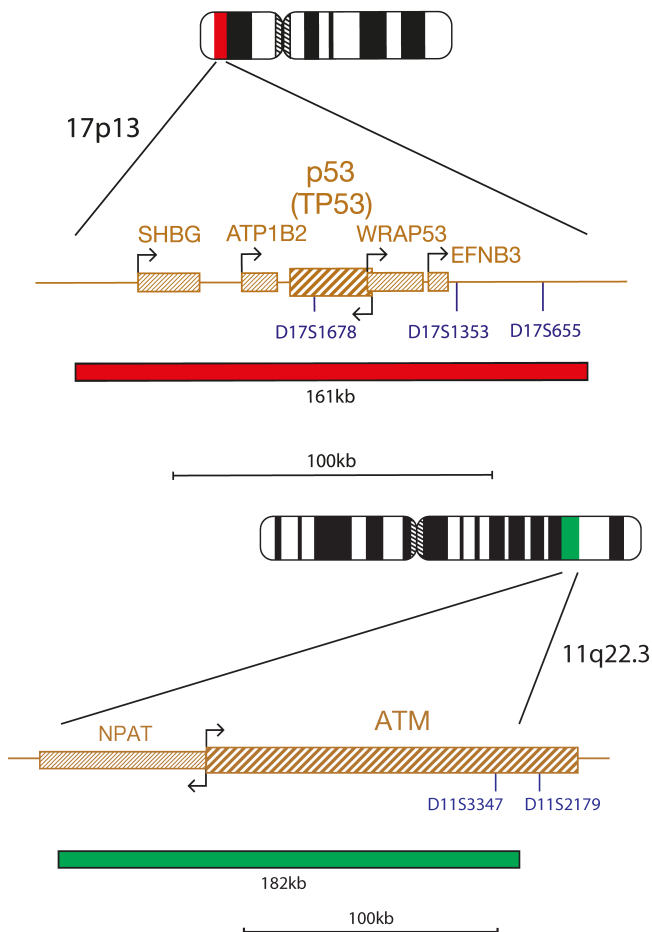 17p13
p53
(TP53)
SHBG
ATP1B2
WRAP53
EFNB3
D17S1678
D17S1353
D17S655
161kb
100kb
11q22.3
ATM
NPAT
D11S3347
D11S2179
182kb
100kb